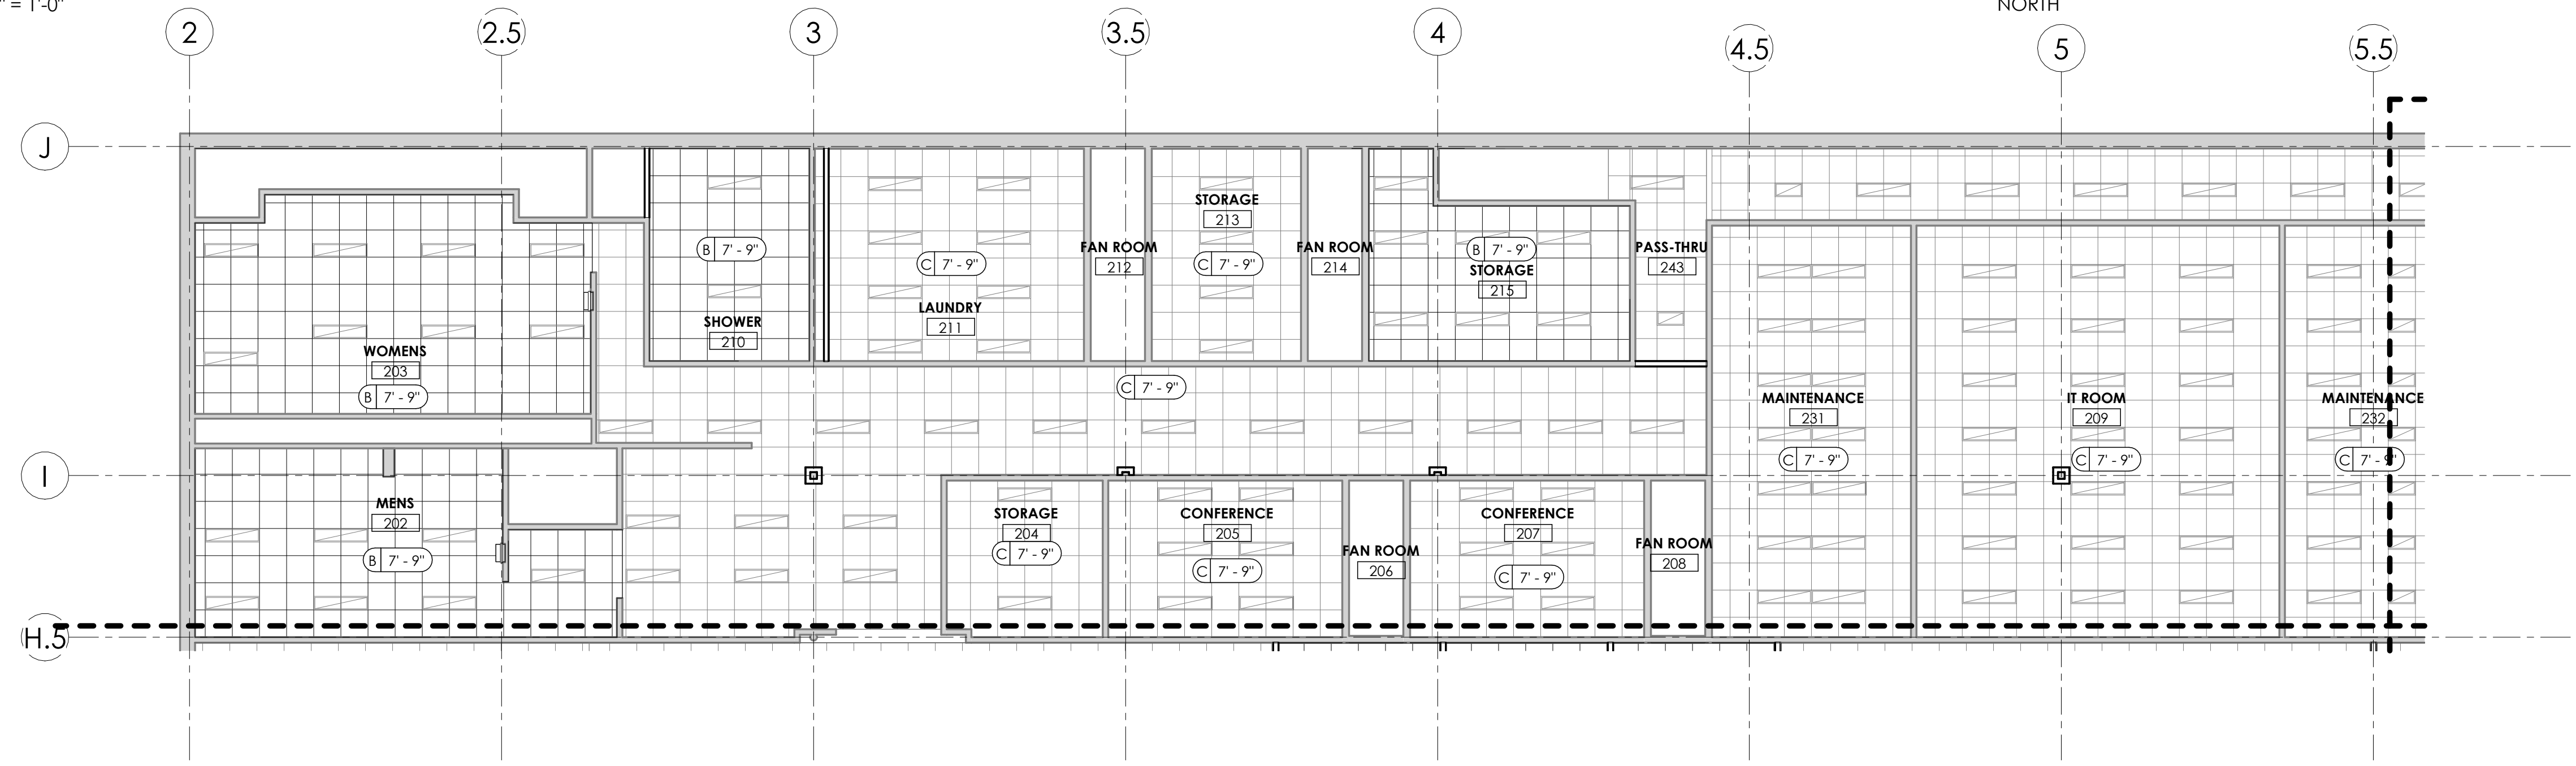 " = 1'-0"
NORTH
2
2.5
3
3.5
4
4.5
5
5.5
J
STORAGE
213
FAN ROOM
212
FAN ROOM
214
PASS-THRU
243
B 7' - 9"
C 7' - 9"
C 7' - 9"
B 7' - 9"
STORAGE
215
LAUNDRY
211
SHOWER
210
WOMENS
203
B 7' - 9"
C 7' - 9"
MAINTENANCE
231
C 7' - 9"
IT ROOM
209
C 7' - 9"
MAINTENANCE
232
C 7' - 9"
I
MENS
202
B 7' - 9"
STORAGE
204
C 7' - 9"
CONFERENCE
205
C 7' - 9"
FAN ROOM
206
CONFERENCE
207
C 7' - 9"
FAN ROOM
208
H.5